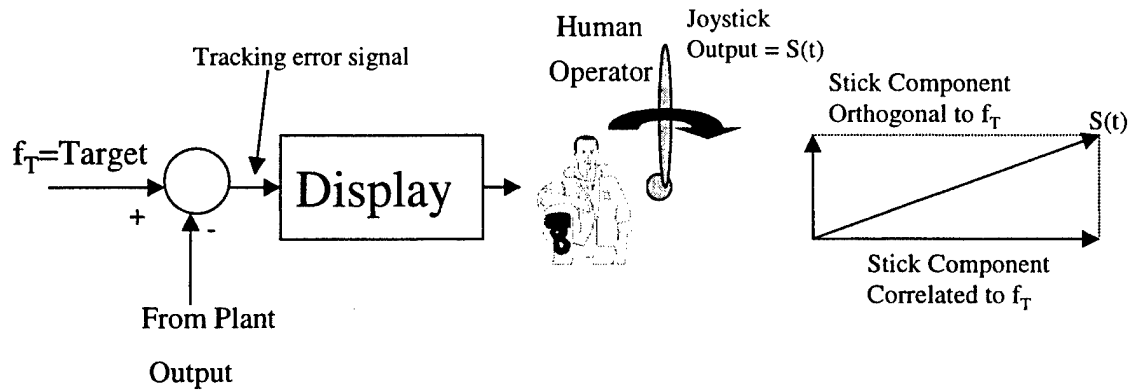 Tracking error signal
f_T=Target
+
-
From Plant
Output
Display
Human
Operator
Joystick
Output = S(t)
Stick Component
Orthogonal to f_T
S(t)
Stick Component
Correlated to f_T